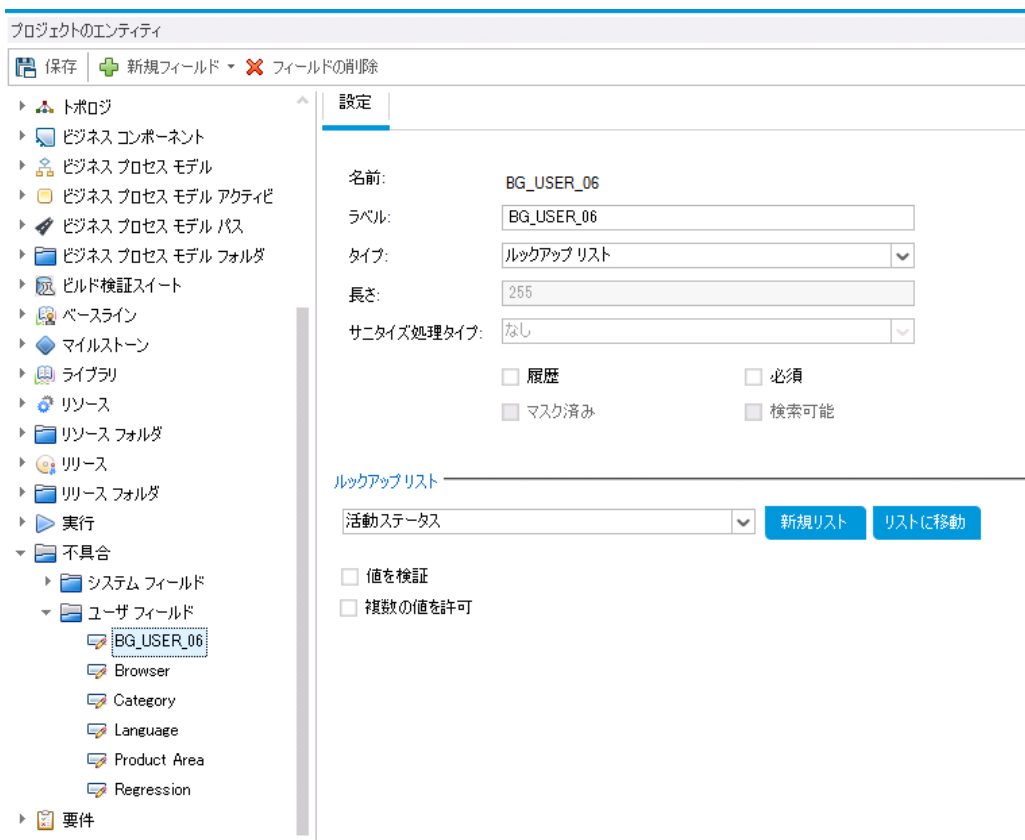 プロジェクトのエンティティ
保存 新規フィールド フィールドの削除
トポロジ
ビジネス コンポーネント
ビジネス プロセス モデル
ビジネス プロセス モデル アクティビ
ビジネス プロセス モデル パス
ビジネス プロセス モデル フォルダ
ビルド検証スイート
ベースライン
マイルストーン
ライブラリ
リソース
リソース フォルダ
リリース
リリース フォルダ
実行
不具合
システム フィールド
ユーザ フィールド
BG_USER_06
Browser
Category
Language
Product Area
Regression
要件
設定
名前: BG_USER_06
ラベル: BG_USER_06
タイプ: ルックアップ リスト
長さ: 255
サニタイズ処理タイプ: なし
履歴 必須
マスク済み 検索可能
ルックアップ リスト
活動ステータス 新規リスト リストに移動
値を検証
複数の値を許可